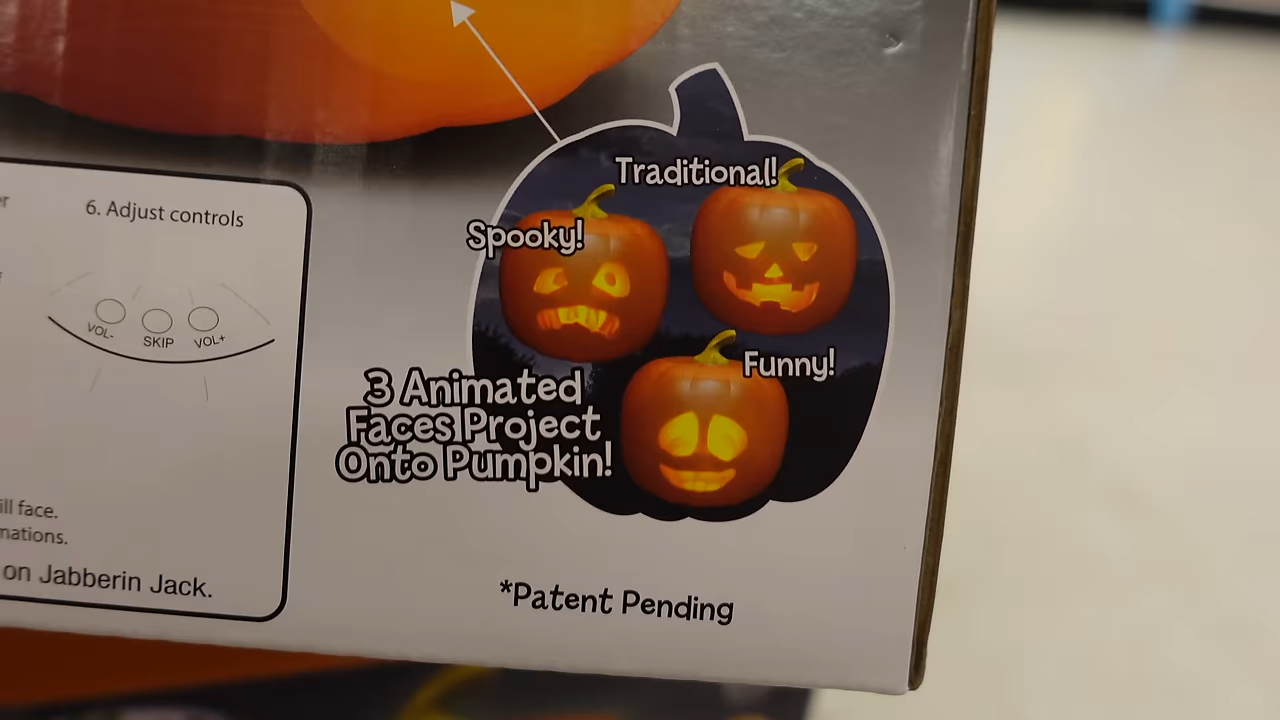 6. Adjust controls
VOL- SKIP VOL+
ill face.
nations.
on Jabberin Jack.
Traditional!
Spooky!
Funny!
3 Animated
Faces Project
Onto Pumpkin!
*Patent Pending